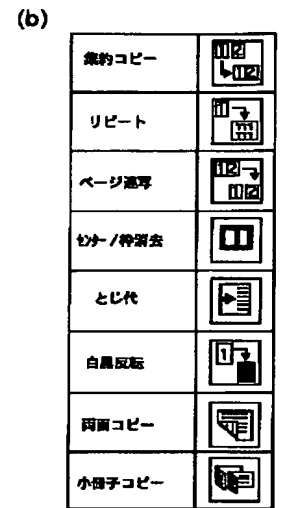 (b)
集約コピー
リピート
ページ連写
センター/枠消去
とじ代
白黒反転
両面コピー
小冊子コピー